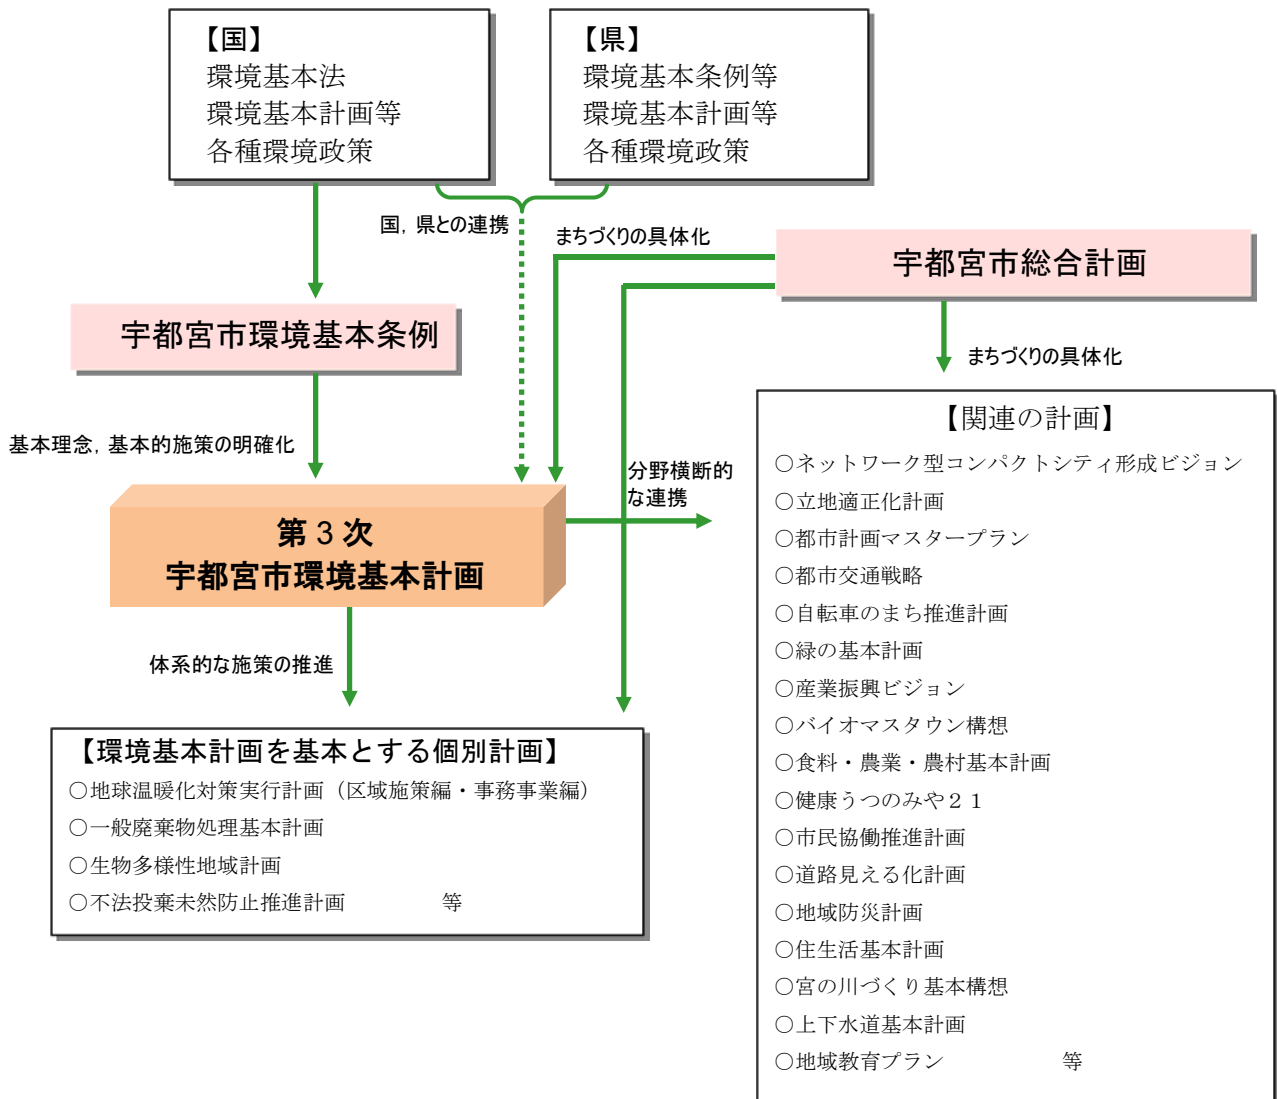 【国】
環境基本法
環境基本計画等
各種環境政策
【県】
環境基本条例等
環境基本計画等
各種環境政策
国，県との連携
まちづくりの具体化
宇都宮市総合計画
宇都宮市環境基本条例
まちづくりの具体化
基本理念，基本的施策の明確化
分野横断的
な連携
第３次
宇都宮市環境基本計画
体系的な施策の推進
【環境基本計画を基本とする個別計画】
○地球温暖化対策実行計画（区域施策編・事務事業編）
○一般廃棄物処理基本計画
○生物多様性地域計画
○不法投棄未然防止推進計画　　　　　等
【関連の計画】
○ネットワーク型コンパクトシティ形成ビジョン
○立地適正化計画
○都市計画マスタープラン
○都市交通戦略
○自転車のまち推進計画
○緑の基本計画
○産業振興ビジョン
○バイオマスタウン構想
○食料・農業・農村基本計画
○健康うつのみや２１
○市民協働推進計画
○道路見える化計画
○地域防災計画
○住生活基本計画
○宮の川づくり基本構想
○上下水道基本計画
○地域教育プラン　　　　　　等